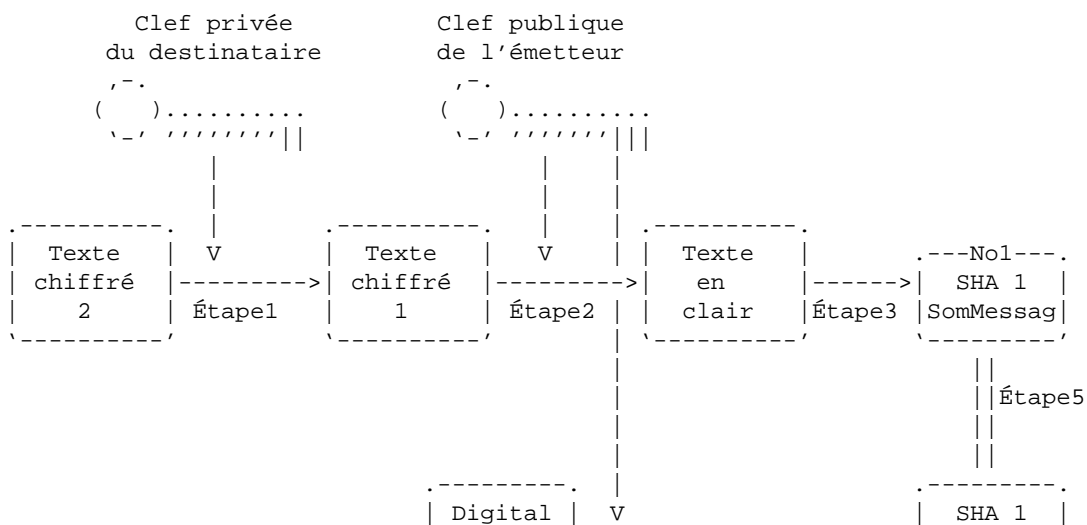 Clef privée Clef publique
du destinataire de l'émetteur
Texte V Texte V Texte .---No1---.
chiffré chiffré en SHA 1
2 Étape1 1 Étape2 clair Étape3 SomMessag
Étape5
Digital V SHA 1